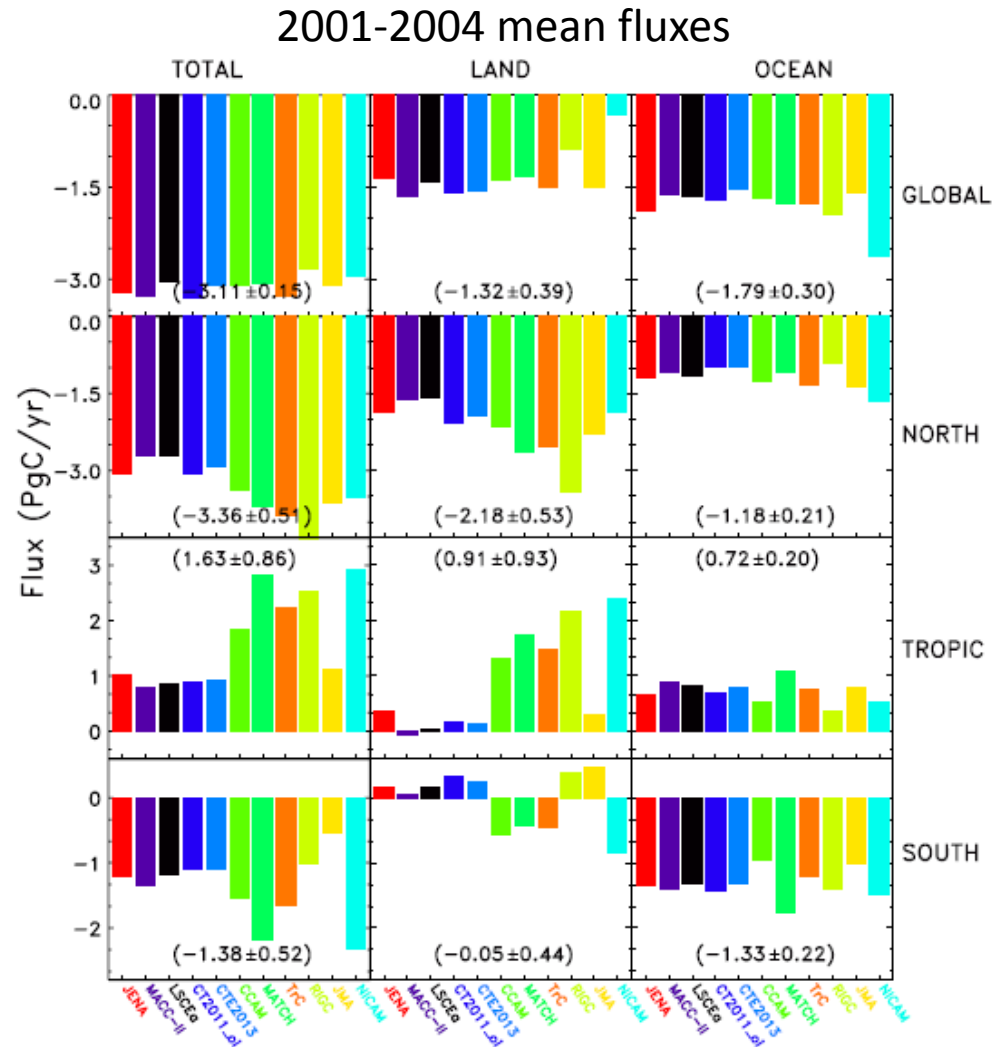 2001-2004 mean fluxes
TOTAL LAND OCEAN
Flux (PgC/yr)
0.0
-1.5
-3.0
(-3.11±0.15) (-1.32±0.39) (-1.79±0.30)
GLOBAL
0.0
-1.5
-3.0
(-3.36±0.51) (-2.18±0.53) (-1.18±0.21)
NORTH
(1.63±0.86) (0.91±0.93) (0.72±0.20)
3
2
1
0
TROPIC
0
-1
-2
(-1.38±0.52) (-0.05±0.44) (-1.33±0.22)
SOUTH
JENA MACC-II LSCEa CT2011_oi CTE2013 CCAM MATCH TrC RIGC JMA NICAM
JENA MACC-II LSCEa CT2011_oi CTE2013 CCAM MATCH TrC RIGC JMA NICAM
JENA MACC-II LSCEa CT2011_oi CTE2013 CCAM MATCH TrC RIGC JMA NICAM